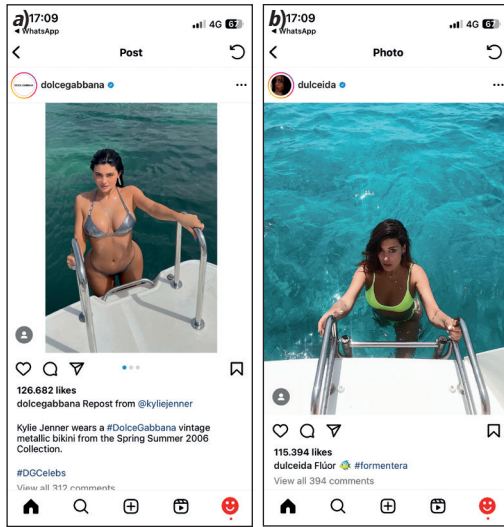 a)
17:09
4G 67
WhatsApp
Post
dolcegabbana
126.682 likes
dolcegabbana Repost from @kyliejenner
Kylie Jenner wears a #DolceGabbana vintage
metallic bikini from the Spring Summer 2006
Collection.
#DGCelebs
View all 312 comments
b)
17:09
4G 67
WhatsApp
Photo
dulceida
115.394 likes
dulceida Flúor #formentera
View all 394 comments